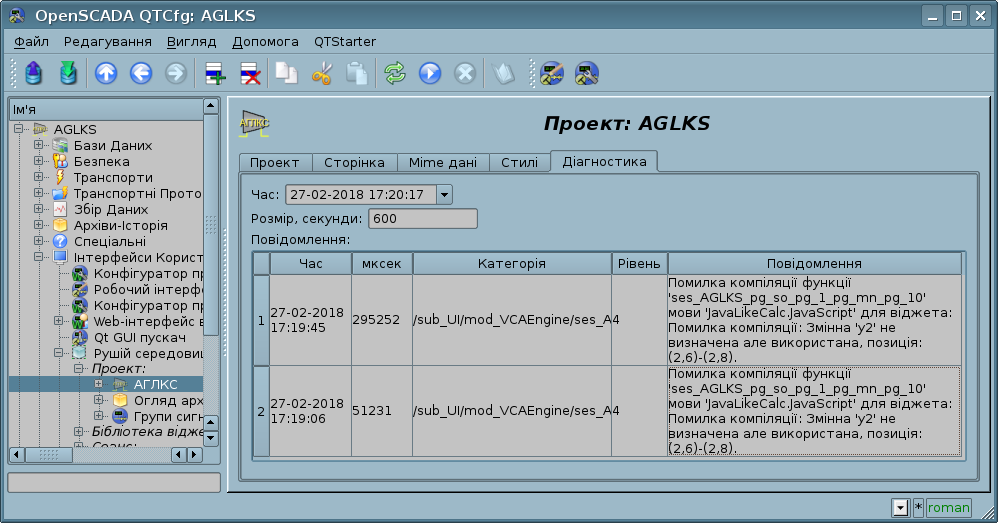 OpenSCADA QTCfg: AGLKS
Файл Редагування Вигляд Допомога QTStarter
Ім'я
AGLKS
Бази Даних
Безпека
Транспорти
Транспортні Прото
Збір Даних
Архіви-Історія
Спеціальні
Інтерфейси Корист
Конфігуратор пр
Робочий інтерфе
Конфігуратор пр
Web-інтерфейс в
Qt GUI пускач
Рушій середовищ
Проект:
АГЛКС
Огляд арх
Групи сигн
Бібліотека відже
Сеанс:
АГЛКС
Проект: AGLKS
Проект Сторінка Mime дані Стилі Діагностика
Час: 27-02-2018 17:20:17
Розмір, секунди: 600
Повідомлення:
Час мксек Категорія Рівень Повідомлення
1 27-02-2018 17:19:45 295252 /sub_UI/mod_VCAEngine/ses_A 4 Помилка компіляції функції
'ses_AGLKS_pg_so_pg_1_pg_mn_pg_10'
мови 'JavaLikeCalc.JavaScript' для віджета:
Помилка компіляції: Змінна 'y2' не
визначена але використана, позиція:
(2,6)-(2,8).
2 27-02-2018 17:19:06 51231 /sub_UI/mod_VCAEngine/ses_A 4 Помилка компіляції функції
'ses_AGLKS_pg_so_pg_1_pg_mn_pg_10'
мови 'JavaLikeCalc.JavaScript' для віджета:
Помилка компіляції: Змінна 'y2' не
визначена але використана, позиція:
(2,6)-(2,8).
* roman